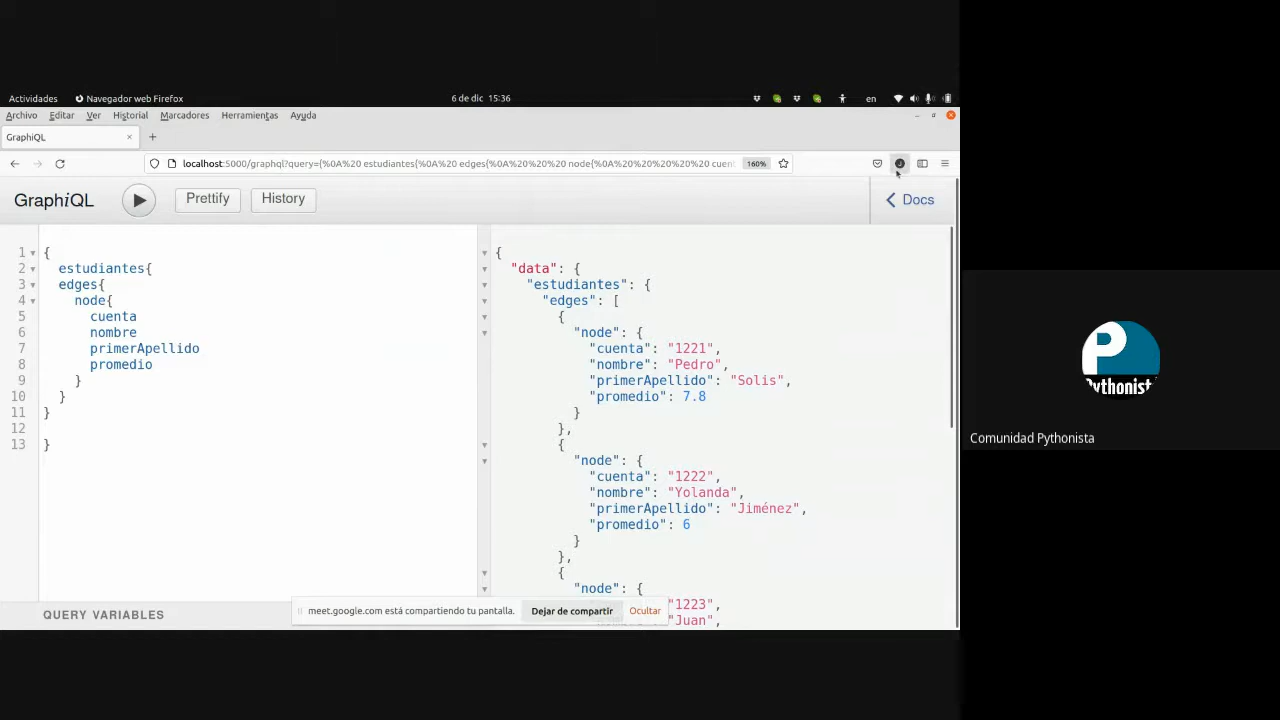 Actividades Navegador web Firefox 6 de dic 15:36 en
Archivo Editar Ver Historial Marcadores Herramientas Ayuda
GraphiQL
localhost:5000/graphql?query={%0A%20 estudiantes{%0A%20 edges{%0A%20%20%20 node{%0A%20%20%20%20%20 cuen 160%
GraphiQL Prettify History Docs
1 {
2 estudiantes{
3 edges{
4 node{
5 cuenta
6 nombre
7 primerApellido
8 promedio
9 }
10 }
11 }
12
13 }
{
"data": {
"estudiantes": {
"edges": [
{
"node": {
"cuenta": "1221",
"nombre": "Pedro",
"primerApellido": "Solis",
"promedio": 7.8
}
},
{
"node": {
"cuenta": "1222",
"nombre": "Yolanda",
"primerApellido": "Jiménez",
"promedio": 6
}
},
{
"node": {
"1223",
"Juan",
QUERY VARIABLES
meet.google.com está compartiendo tu pantalla. Dejar de compartir Ocultar
Pythonist
Comunidad Pythonista